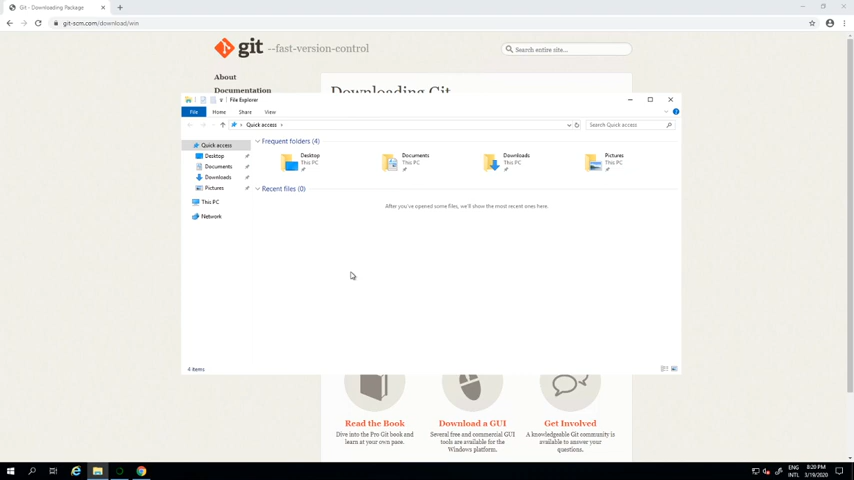 Git - Downloading Package
git-scm.com/download/win
git --fast-version-control
Search entire site...
About
Documentation
Downloading Git
File Explorer
File Home Share View
Quick access
Search Quick access
Quick access
Desktop
Documents
Downloads
Pictures
This PC
Network
Frequent folders (4)
Desktop
This PC
Documents
This PC
Downloads
This PC
Pictures
This PC
Recent files (0)
After you've opened some files, we'll show the most recent ones here.
4 items
Read the Book
Dive into the Pro Git book and
learn at your own pace.
Download a GUI
Several free and commercial GUI
tools are available for the
Windows platform.
Get Involved
A knowledgeable Git community is
available to answer your
questions.
ENG
INTL
8:20 PM
3/19/2020